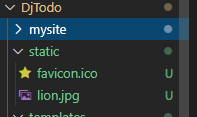 DjTodo
mysite
static
favicon.ico U
lion.jpg U
templates